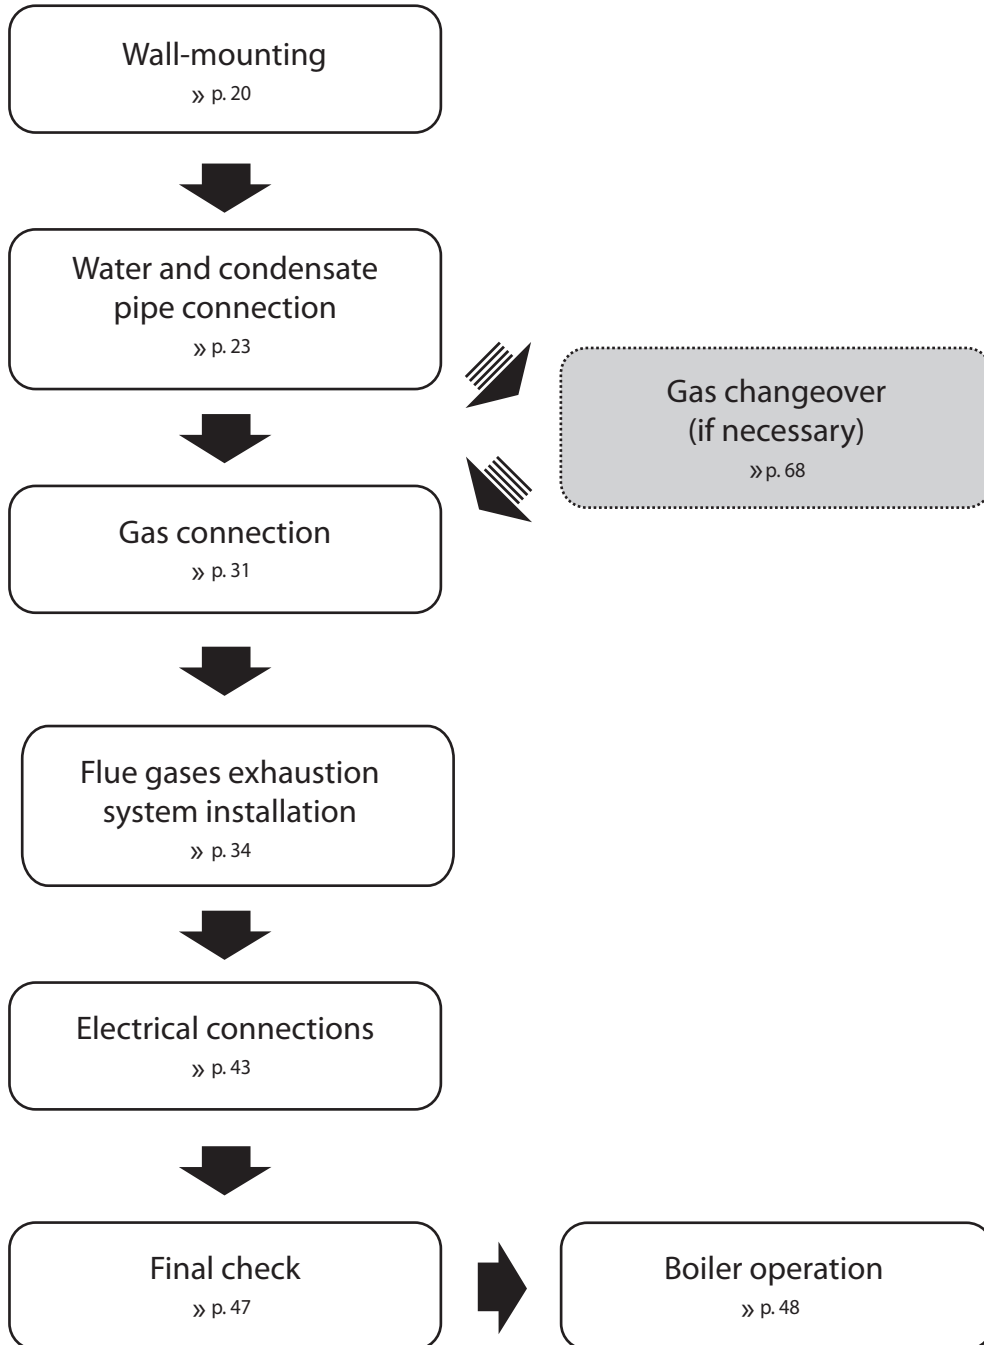 Wall-mounting
» p. 20
Water and condensate
pipe connection
» p. 23
Gas changeover
(if necessary)
» p. 68
Gas connection
» p. 31
Flue gases exhaustion
system installation
» p. 34
Electrical connections
» p. 43
Final check
» p. 47
Boiler operation
» p. 48